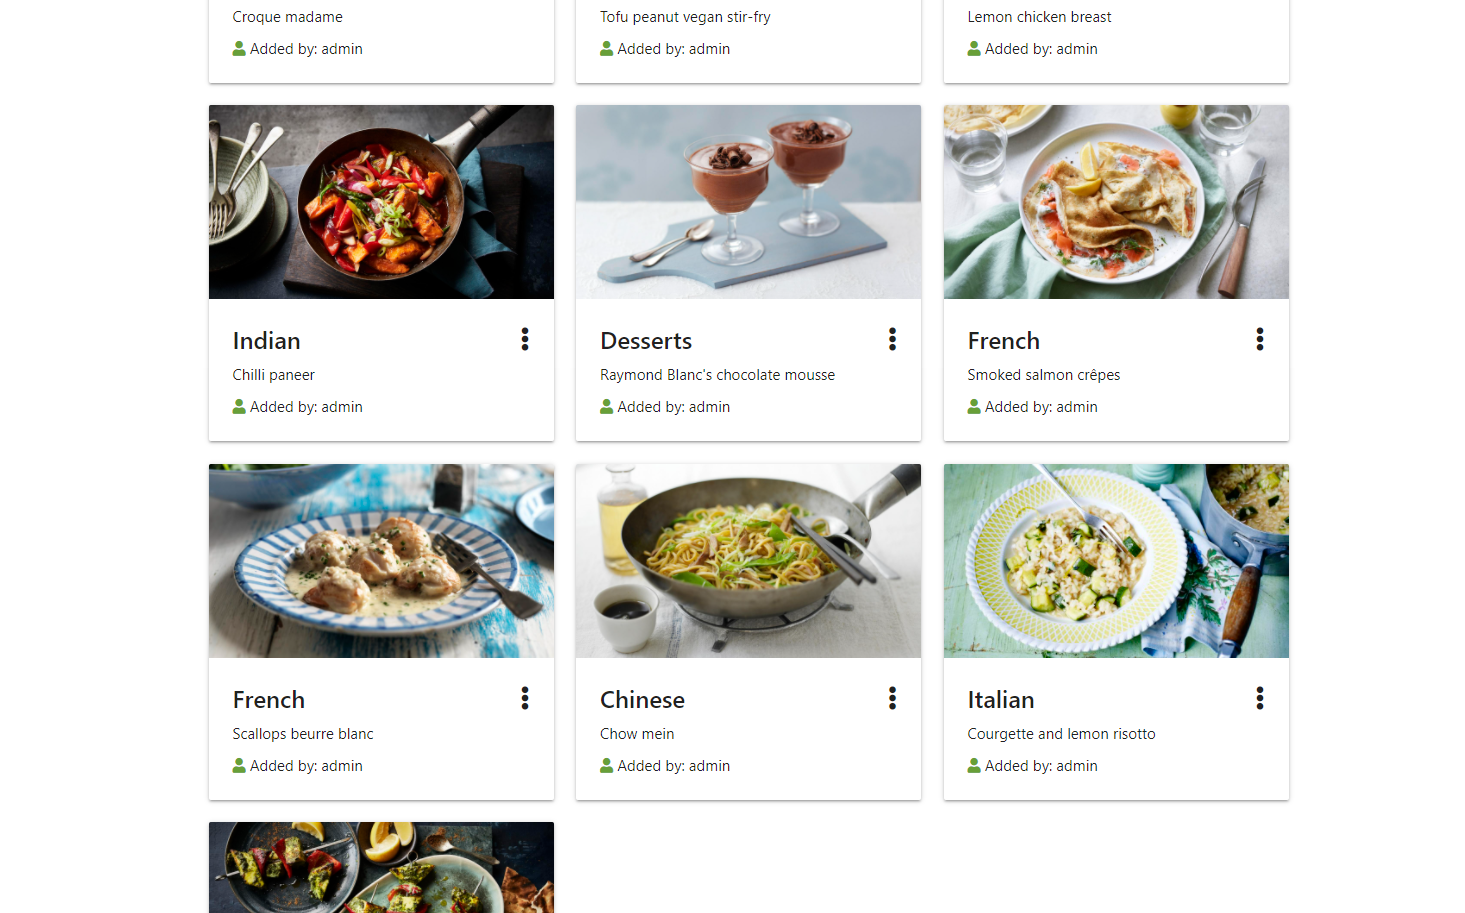 Croque madame
Added by: admin
Tofu peanut vegan stir-fry
Added by: admin
Lemon chicken breast
Added by: admin
Indian
Chilli paneer
Added by: admin
Desserts
Raymond Blanc's chocolate mousse
Added by: admin
French
Smoked salmon crêpes
Added by: admin
French
Scallops beurre blanc
Added by: admin
Chinese
Chow mein
Added by: admin
Italian
Courgette and lemon risotto
Added by: admin